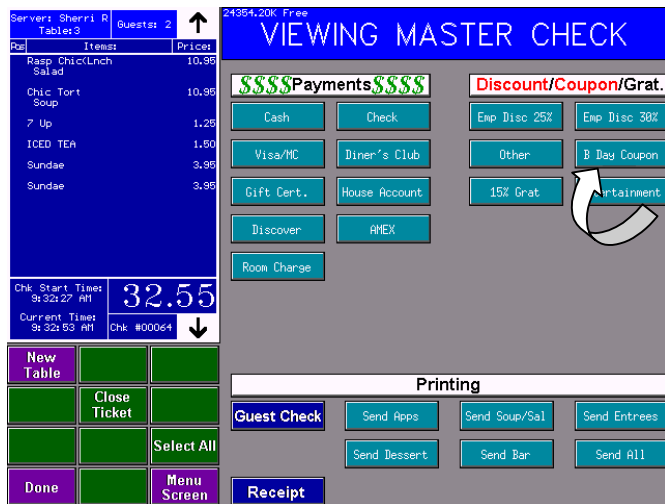 Server: Sherri R
Table:3
Guests: 2
24354.20K Free
VIEWING MASTER CHECK
Pos Items: Price:
Rasp Chic<Lnch 10.95
Salad
Chic Tort 10.95
Soup
7 Up 1.25
ICED TEA 1.50
Sundae 3.95
Sundae 3.95
Chk Start Time:
9:32:27 AM
32.55
Current Time:
9:32:53 AM
Chk #00064
$$$$Payments$$$$
Cash Check
Visa/MC Diner's Club
Gift Cert. House Account
Discover AMEX
Room Charge
Discount/Coupon/Grat.
Emp Disc 25% Emp Disc 30%
Other B Day Coupon
15% Grat
New
Table
Close
Ticket
Select All
Done
Menu
Screen
Printing
Guest Check Send Apps Send Soup/Sal Send Entrees
Send Dessert Send Bar Send All
Receipt